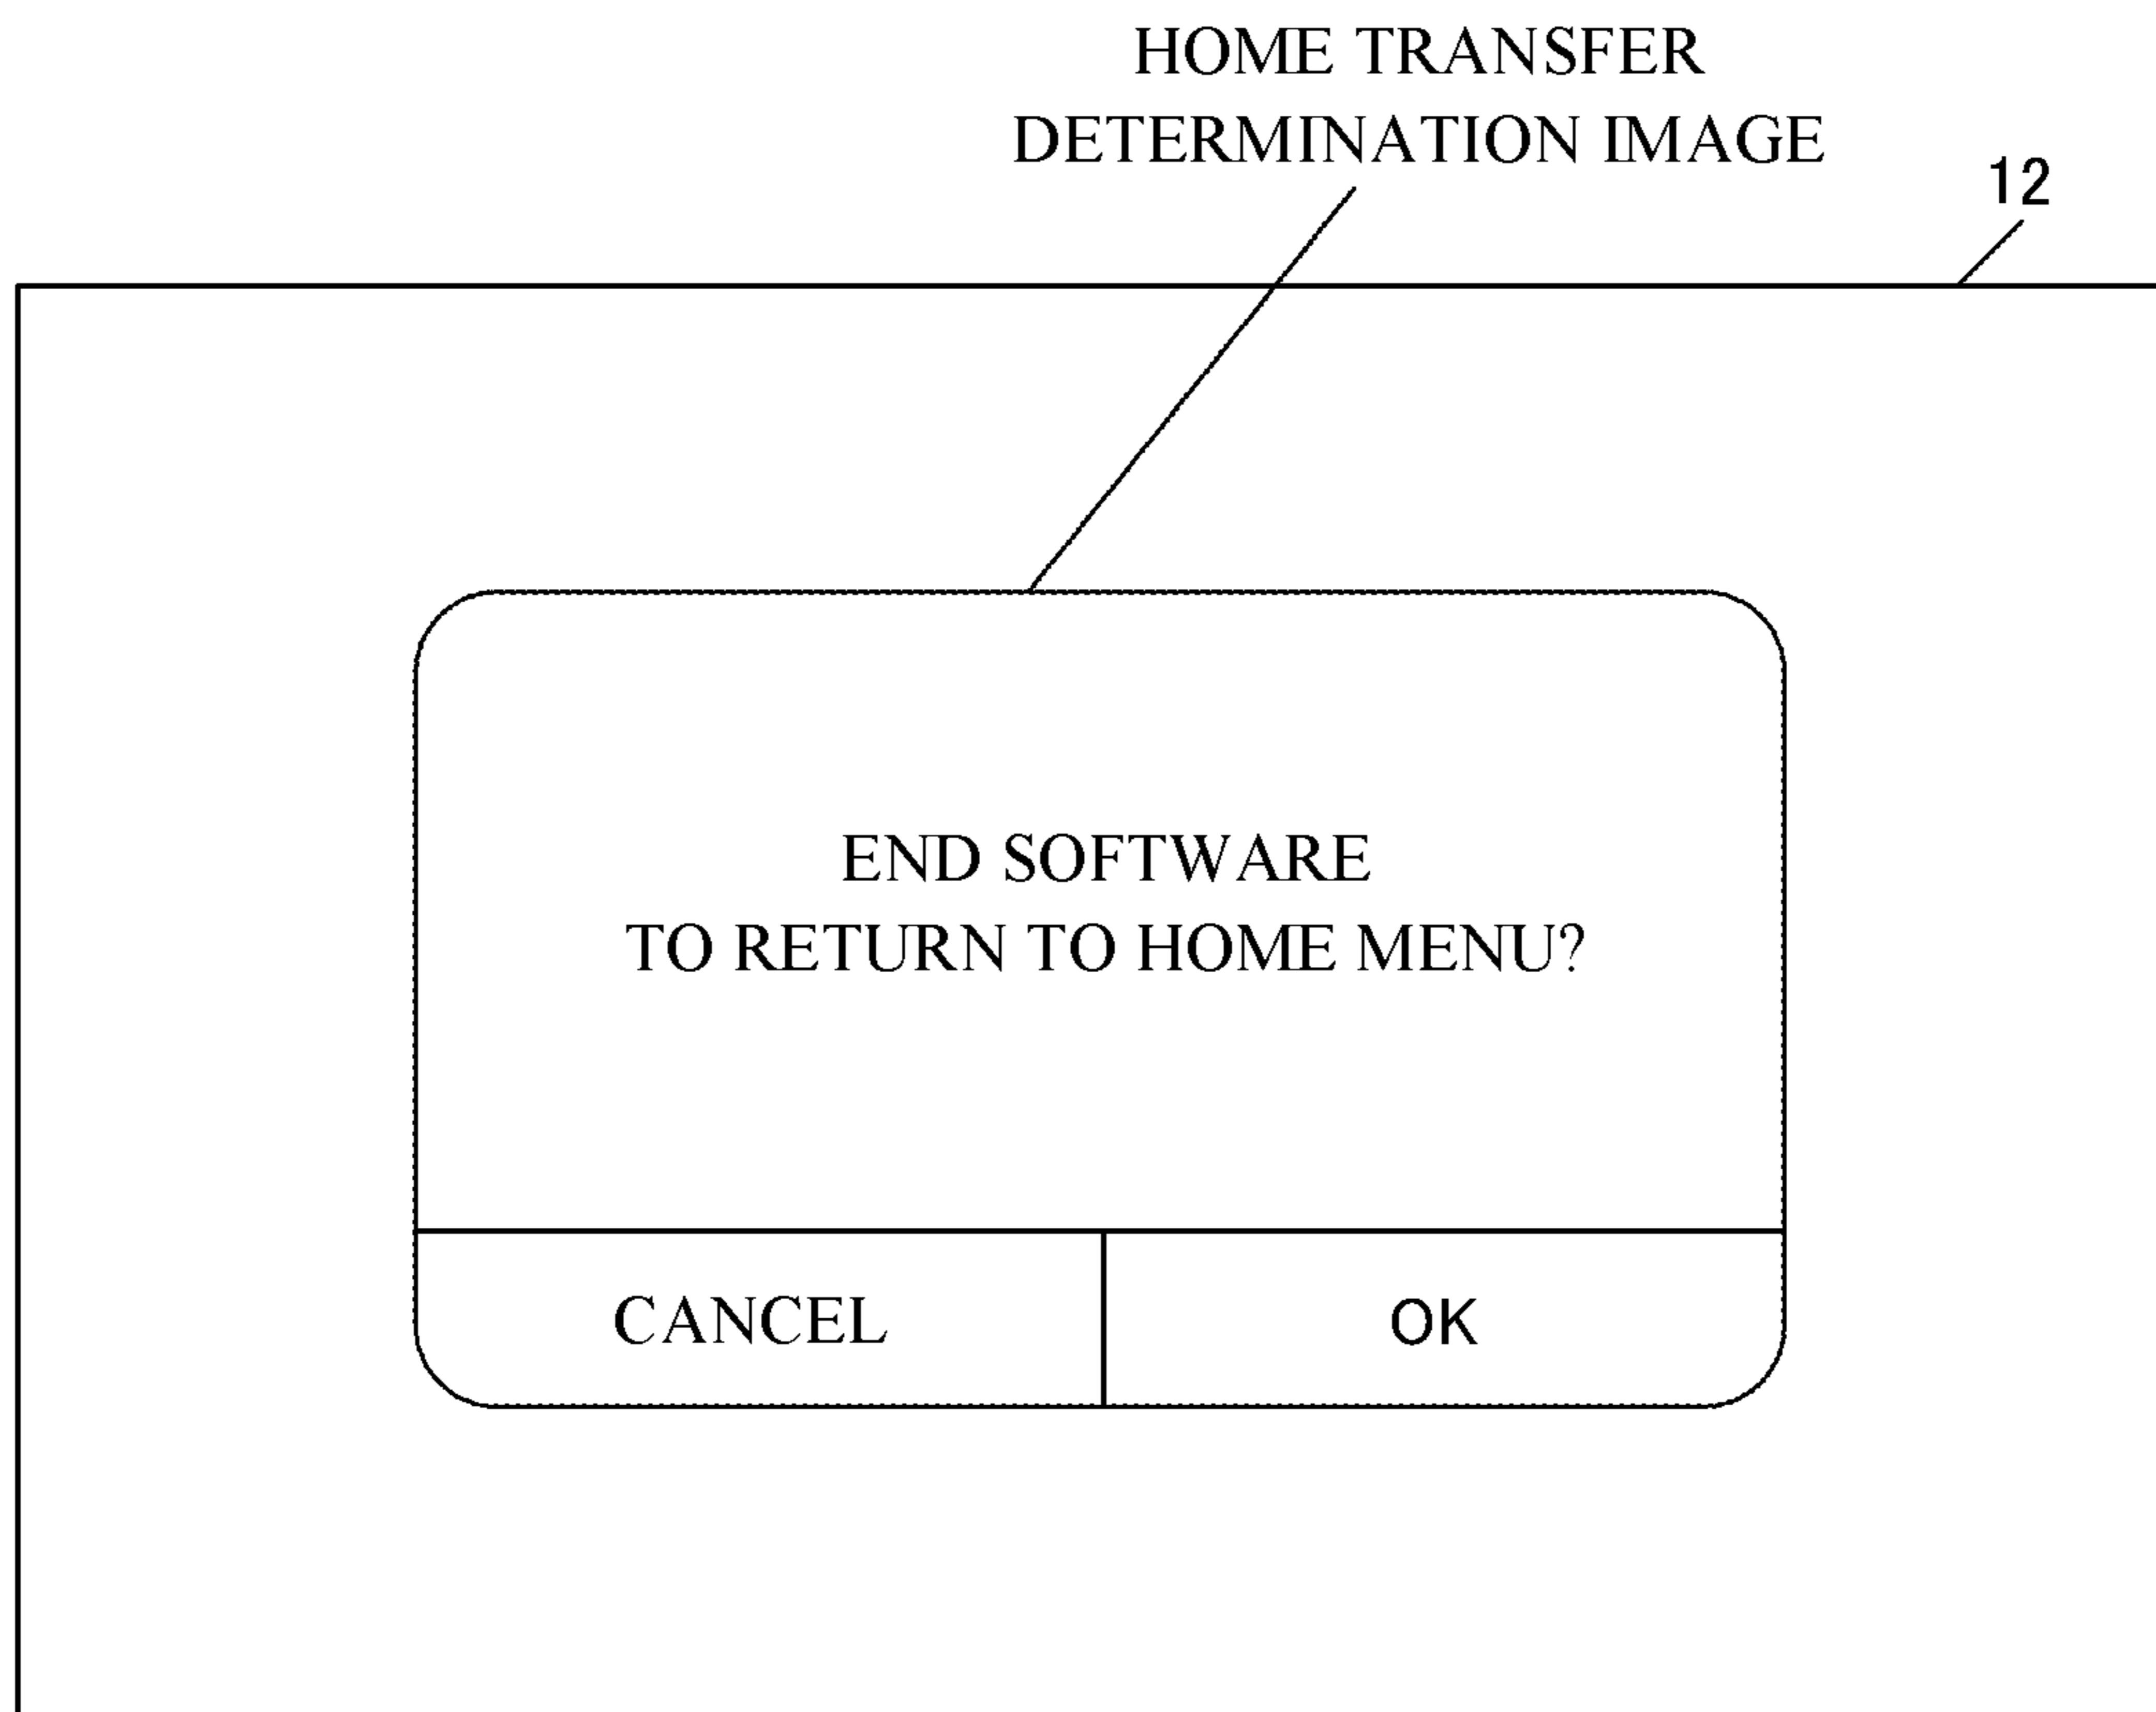 HOME TRANSFER
DETERMINATION IMAGE
12
END SOFTWARE
TO RETURN TO HOME MENU?
CANCEL
OK